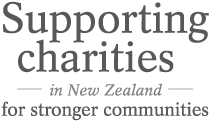 Supporting
charities
in New Zealand
for stronger communities